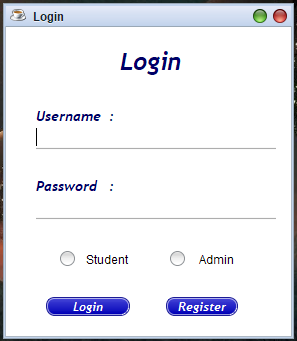 Login
Login
Username :
Password :
Student Admin
Login Register